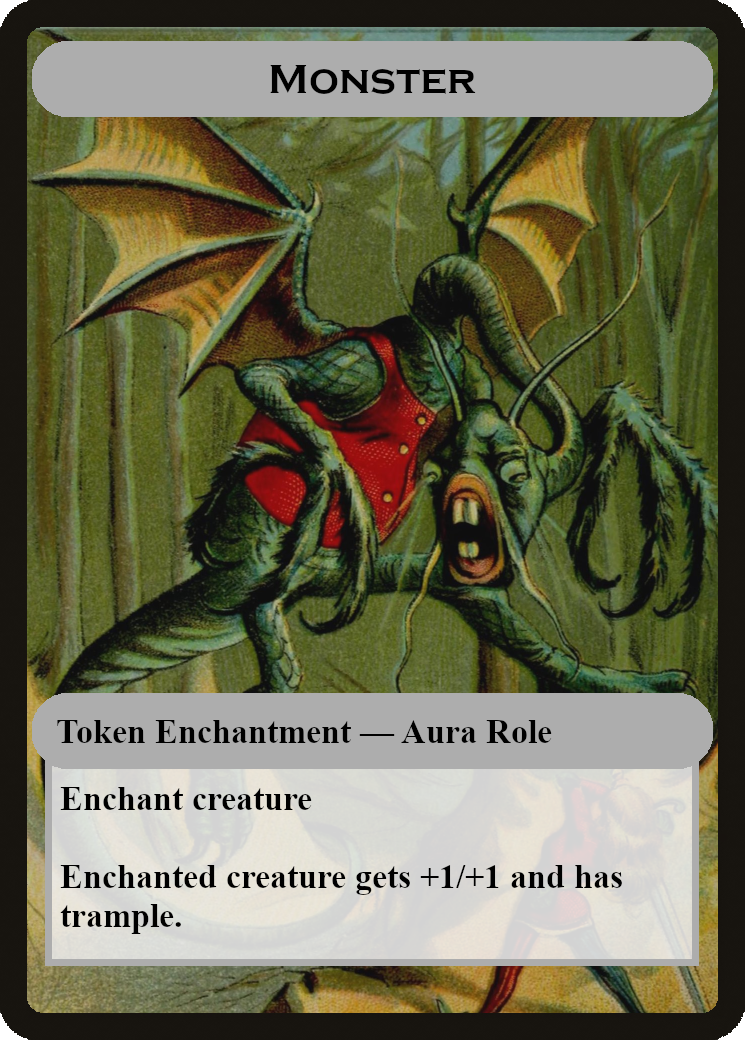 Monster
Token Enchantment — Aura Role
Enchant creature
Enchanted creature gets +1/+1 and has
trample.